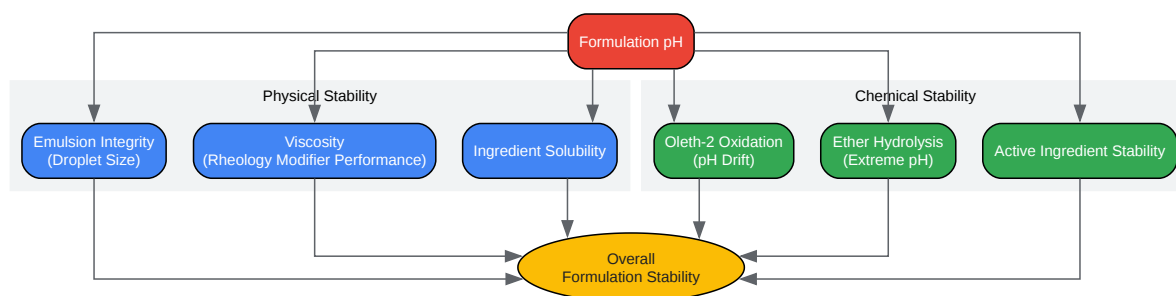 Formulation pH
Physical Stability
Chemical Stability
Emulsion Integrity
(Droplet Size)
Viscosity
(Rheology Modifier Performance)
Ingredient Solubility
Oleth-2 Oxidation
(pH Drift)
Ether Hydrolysis
(Extreme pH)
Active Ingredient Stability
Overall
Formulation Stability